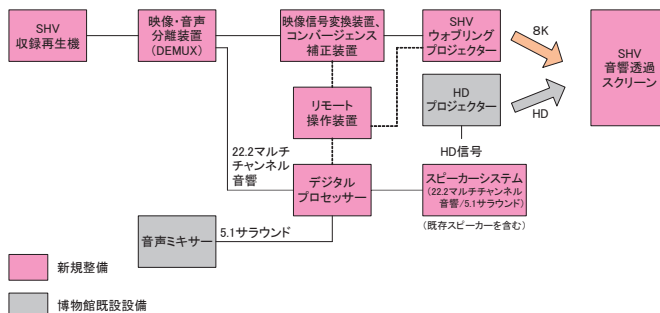 SHV
収録再生機
映像・音声
分離装置
(DEMUX)
映像信号変換装置、
コンバージェンス
補正装置
SHV
ウォブリング
プロジェクター
8K
SHV
音響透過
スクリーン
リモート
操作装置
HD
プロジェクター
HD
HD信号
22.2マルチ
チャンネル
音響
デジタル
プロセッサー
スピーカーシステム
(22.2マルチチャンネル
音響/5.1サラウンド)
(既存スピーカーを含む)
音声ミキサー
5.1サラウンド
新規整備
博物館既設設備